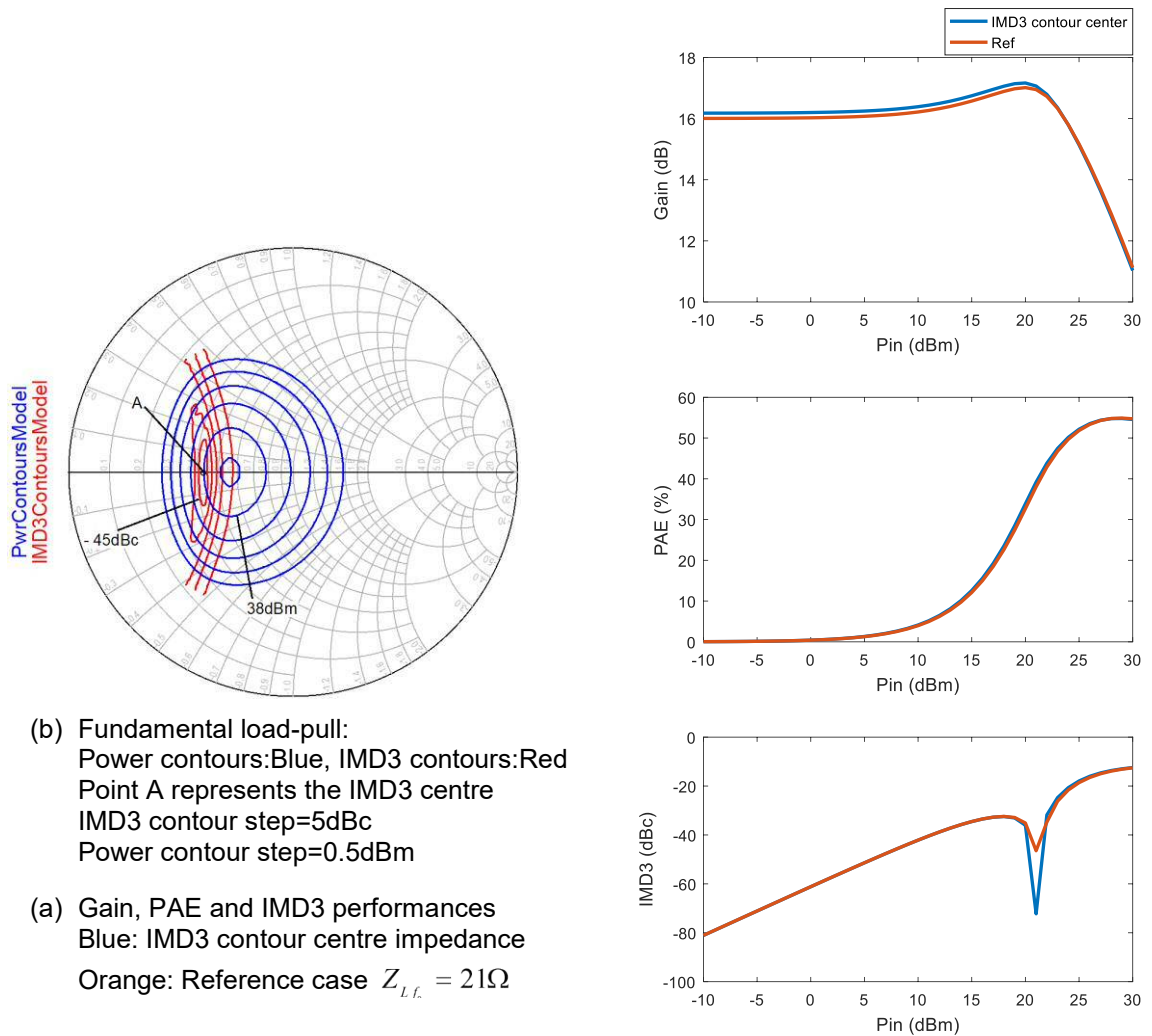 PwrContoursModel
IMD3ContoursModel
A
- 45dBc
38dBm
(b) Fundamental load-pull:
Power contours:Blue, IMD3 contours:Red
Point A represents the IMD3 centre
IMD3 contour step=5dBc
Power contour step=0.5dBm
(a) Gain, PAE and IMD3 performances
Blue: IMD3 contour centre impedance
Orange: Reference case Z_{L f_o} = 21Ω
IMD3 contour center
Ref
18
16
14
12
10
Gain (dB)
-10 -5 0 5 10 15 20 25 30
Pin (dBm)
60
50
40
30
20
10
0
PAE (%)
-10 -5 0 5 10 15 20 25 30
Pin (dBm)
0
-20
-40
-60
-80
-100
IMD3 (dBc)
-10 -5 0 5 10 15 20 25 30
Pin (dBm)